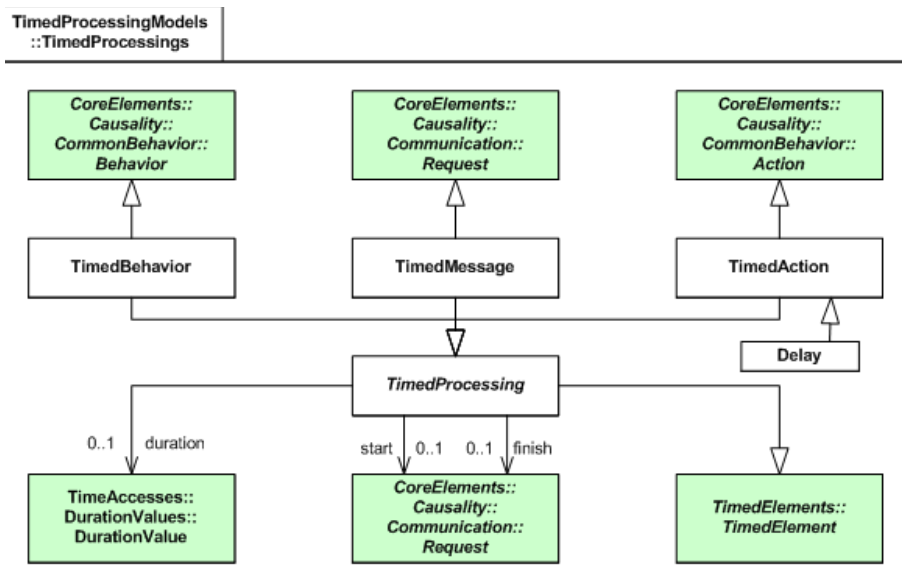 TimedProcessingModels
::TimedProcessings
CoreElements::
Causality::
CommonBehavior::
Behavior
CoreElements::
Causality::
Communication::
Request
CoreElements::
Causality::
CommonBehavior::
Action
TimedBehavior
TimedMessage
TimedAction
Delay
TimedProcessing
0..1 duration
start 0..1 0..1 finish
TimeAccesses::
DurationValues::
DurationValue
CoreElements::
Causality::
Communication::
Request
TimedElements::
TimedElement